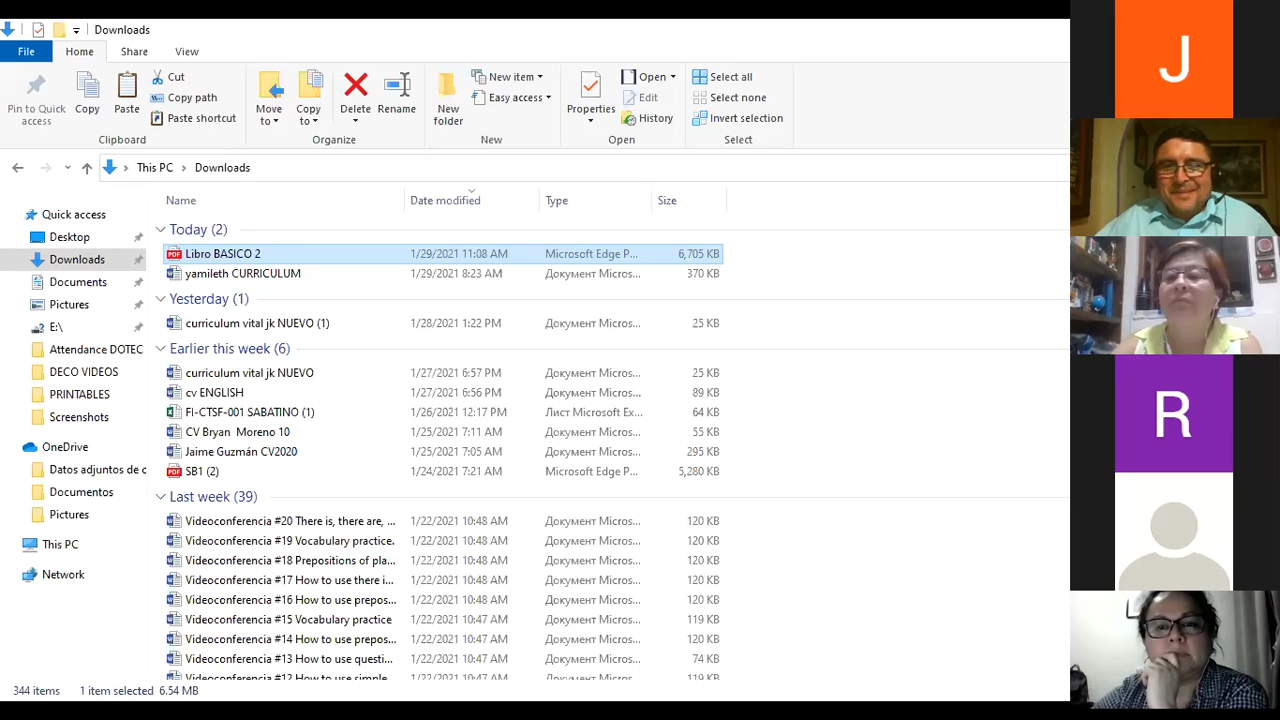 Downloads
File Home Share View
Pin to Quick access
Copy
Paste
Cut
Copy path
Paste shortcut
Clipboard
Move to
Copy to
Delete
Rename
Organize
New folder
New item
Easy access
New
Properties
Open
Edit
History
Open
Select all
Select none
Invert selection
Select
This PC > Downloads
Name Date modified Type Size
Quick access
Desktop
Downloads
Documents
Pictures
E:\
Attendance DOTEC
DECO VIDEOS
PRINTABLES
Screenshots
OneDrive
Datos adjuntos de c
Documentos
Pictures
This PC
Network
Today (2)
Libro BASICO 2 1/29/2021 11:08 AM Microsoft Edge P... 6,705 KB
yamileth CURRICULUM 1/29/2021 8:23 AM Документ Micros... 370 KB
Yesterday (1)
curriculum vital jk NUEVO (1) 1/28/2021 1:22 PM Документ Micros... 25 KB
Earlier this week (6)
curriculum vital jk NUEVO 1/27/2021 6:57 PM Документ Micros... 25 KB
cv ENGLISH 1/27/2021 6:56 PM Документ Micros... 89 KB
FI-CTSF-001 SABATINO (1) 1/26/2021 12:17 PM Лист Microsoft Ex... 64 KB
CV Bryan Moreno 10 1/25/2021 7:11 AM Документ Micros... 55 KB
Jaime Guzmán CV2020 1/25/2021 7:05 AM Документ Micros... 295 KB
SB1 (2) 1/24/2021 7:21 AM Microsoft Edge P... 5,280 KB
Last week (39)
Videoconferencia #20 There is, there are, ... 1/22/2021 10:48 AM Документ Micros... 120 KB
Videoconferencia #19 Vocabulary practice. 1/22/2021 10:48 AM Документ Micros... 120 KB
Videoconferencia #18 Prepositions of pla... 1/22/2021 10:48 AM Документ Micros... 120 KB
Videoconferencia #17 How to use there i... 1/22/2021 10:48 AM Документ Micros... 120 KB
Videoconferencia #16 How to use prepos... 1/22/2021 10:48 AM Документ Micros... 120 KB
Videoconferencia #15 Vocabulary practice 1/22/2021 10:47 AM Документ Micros... 119 KB
Videoconferencia #14 How to use prepos... 1/22/2021 10:47 AM Документ Micros... 120 KB
Videoconferencia #13 How to use questi... 1/22/2021 10:47 AM Документ Micros... 74 KB
Videoconferencia #12 How to use simple 1/22/2021 10:47 AM Документ Micros... 119 KB
344 items 1 item selected 6.54 MB
J
R